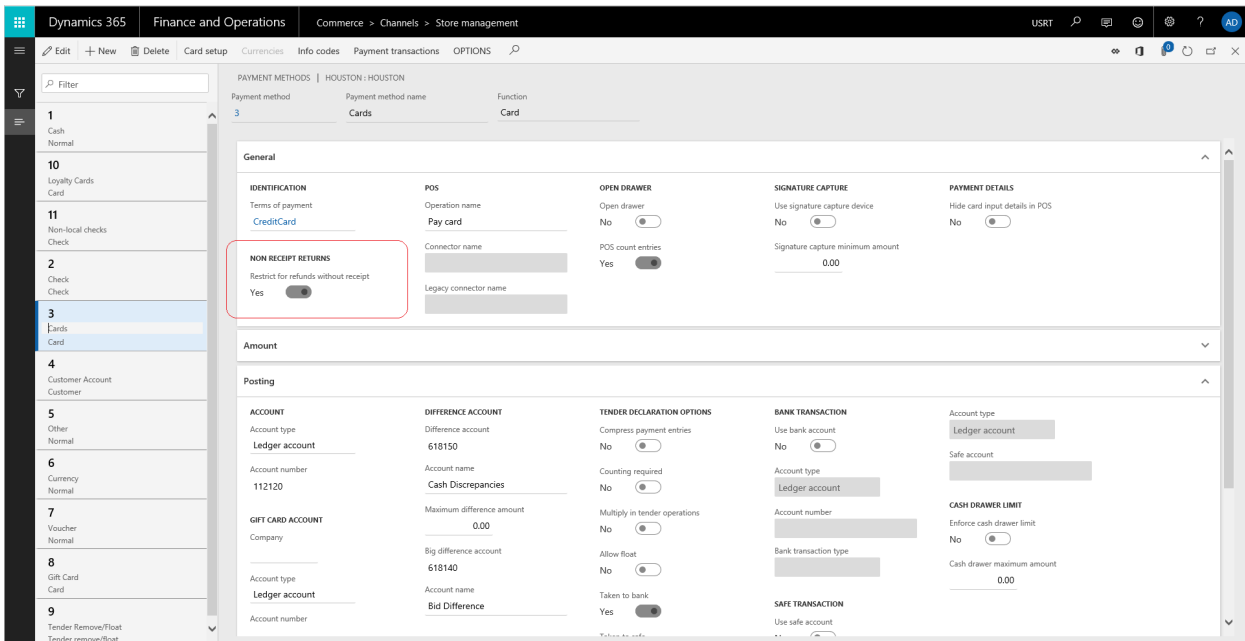 Dynamics 365
Finance and Operations
Commerce > Channels > Store management
USRT
?
AD
Edit
+ New
Delete
Card setup
Currencies
Info codes
Payment transactions
OPTIONS
0
Filter
1
Cash
Normal
10
Loyalty Cards
Card
11
Non-local checks
Check
2
Check
Check
3
Cards
Card
4
Customer Account
Customer
5
Other
Normal
6
Currency
Normal
7
Voucher
Normal
8
Gift Card
Card
9
Tender Remove/Float
Tender remove/float
PAYMENT METHODS | HOUSTON : HOUSTON
Payment method
3
Payment method name
Cards
Function
Card
General
IDENTIFICATION
Terms of payment
CreditCard
NON RECEIPT RETURNS
Restrict for refunds without receipt
Yes
POS
Operation name
Pay card
Connector name
Legacy connector name
OPEN DRAWER
Open drawer
No
POS count entries
Yes
SIGNATURE CAPTURE
Use signature capture device
No
Signature capture minimum amount
0.00
PAYMENT DETAILS
Hide card input details in POS
No
Amount
Posting
ACCOUNT
Account type
Ledger account
Account number
112120
GIFT CARD ACCOUNT
Company
Account type
Ledger account
Account number
DIFFERENCE ACCOUNT
Difference account
618150
Account name
Cash Discrepancies
Maximum difference amount
0.00
Big difference account
618140
Account name
Bid Difference
TENDER DECLARATION OPTIONS
Compress payment entries
No
Counting required
No
Multiply in tender operations
No
Allow float
No
Taken to bank
Yes
Taken to safe
BANK TRANSACTION
Use bank account
No
Account type
Ledger account
Account number
Bank transaction type
SAFE TRANSACTION
Use safe account
Account type
Ledger account
Safe account
CASH DRAWER LIMIT
Enforce cash drawer limit
No
Cash drawer maximum amount
0.00